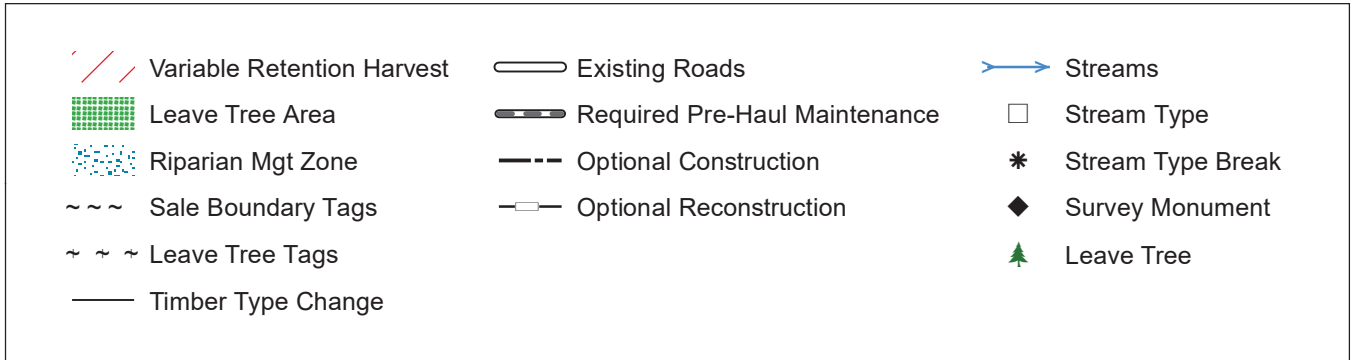 Variable Retention Harvest
Leave Tree Area
Riparian Mgt Zone
Sale Boundary Tags
Leave Tree Tags
Timber Type Change
Existing Roads
Required Pre-Haul Maintenance
Optional Construction
Optional Reconstruction
Streams
Stream Type
Stream Type Break
Survey Monument
Leave Tree